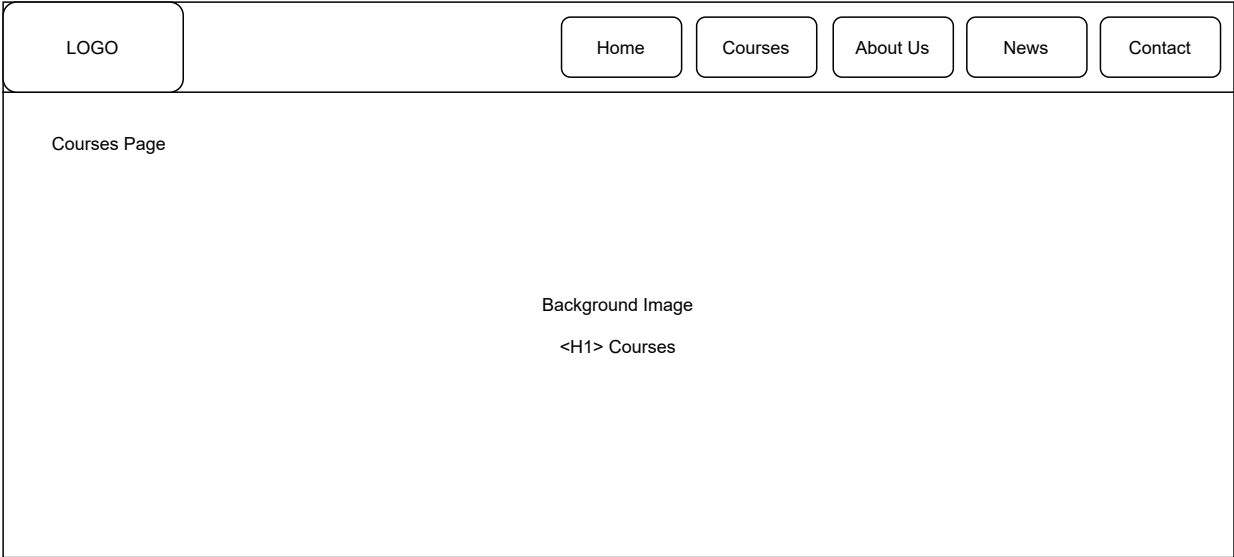 LOGO
Home
Courses
About Us
News
Contact
Courses Page
Background Image
<H1> Courses